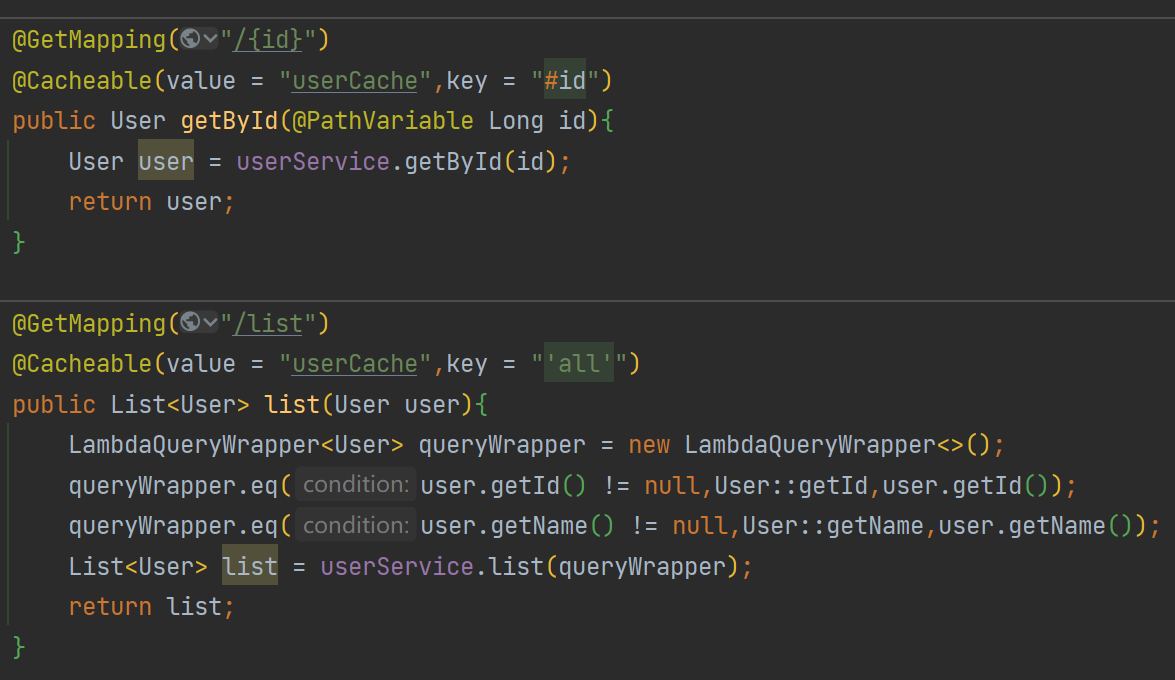 @GetMapping("/{id}")
@Cacheable(value = "userCache",key = "#id")
public User getById(@PathVariable Long id){
    User user = userService.getById(id);
    return user;
}
@GetMapping("/list")
@Cacheable(value = "userCache",key = "'all'")
public List<User> list(User user){
    LambdaQueryWrapper<User> queryWrapper = new LambdaQueryWrapper<>();
    queryWrapper.eq( condition: user.getId() != null,User::getId,user.getId());
    queryWrapper.eq( condition: user.getName() != null,User::getName,user.getName());
    List<User> list = userService.list(queryWrapper);
    return list;
}